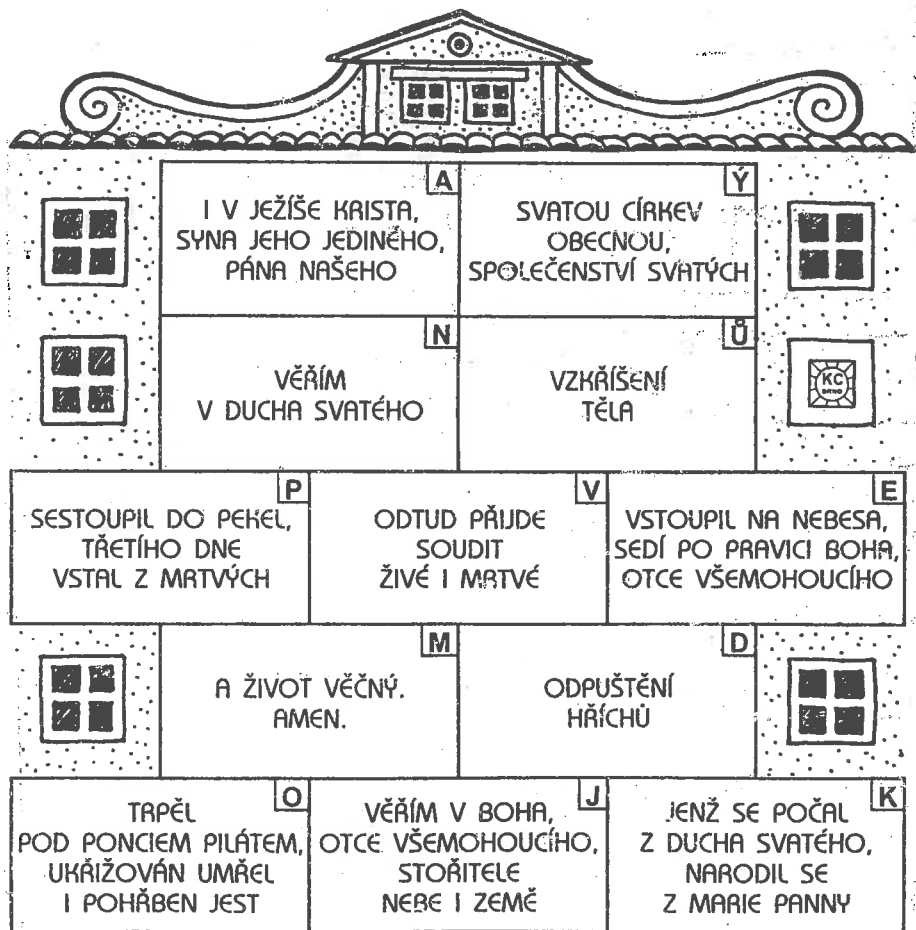 A
I V JEŽÍŠE KRISTA,
SYNA JEHO JEDINÉHO,
PÁNA NAŠEHO
Ý
SVATOU CÍRKEV
OBECNOU,
SPOLEČENSTVÍ SVATÝCH
N
VĚŘÍM
V DUCHA SVATÉHO
Ů
VZKŘÍŠENÍ
TĚLA
KC
BRNO
P
SESTOUPIL DO PEKEL,
TŘETÍHO DNE
VSTAL Z MRTVÝCH
V
ODTUD PŘIJDE
SOUDIT
ŽIVÉ I MRTVÉ
E
VSTOUPIL NA NEBESA,
SEDÍ PO PRAVICI BOHA,
OTCE VŠEMOHOUCÍHO
M
A ŽIVOT VĚČNÝ.
AMEN.
D
ODPUŠTĚNÍ
HŘÍCHŮ
O
TRPĚL
POD PONCIEM PILÁTEM,
UKŘIŽOVÁN UMŘEL
I POHŘBEN JEST
J
VĚŘÍM V BOHA,
OTCE VŠEMOHOUCÍHO,
STOŘITELE
NEBE I ZEMĚ
K
JENŽ SE POČAL
Z DUCHA SVATÉHO,
NARODIL SE
Z MARIE PANNY